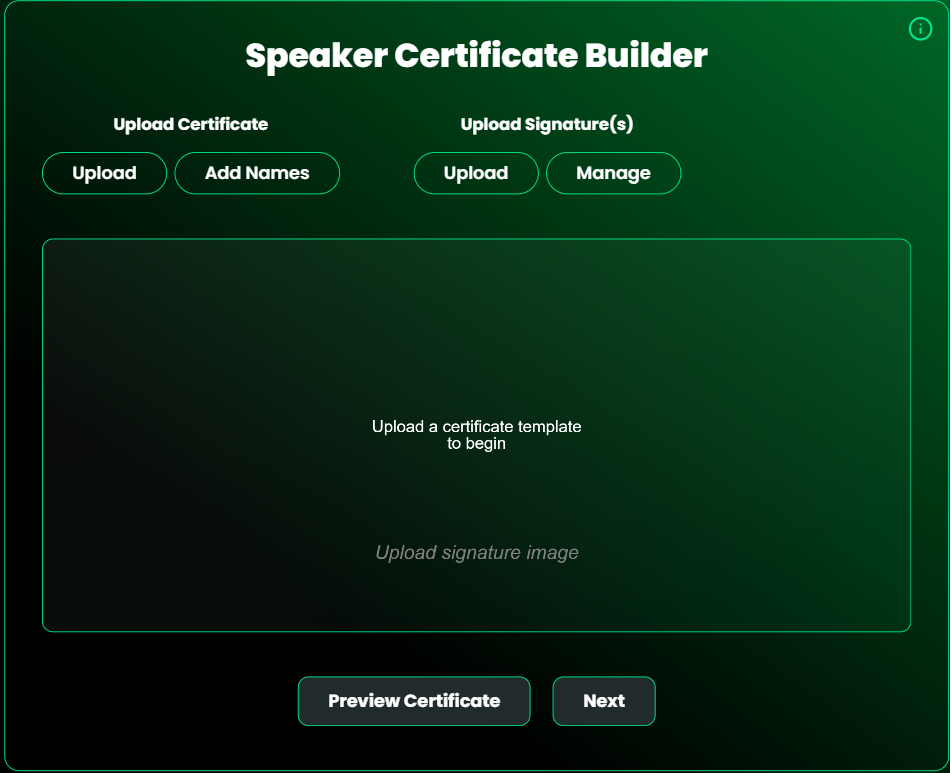 Speaker Certificate Builder
Upload Certificate
Upload Signature(s)
Upload
Add Names
Upload
Manage
Upload a certificate template
to begin
Upload signature image
Preview Certificate
Next